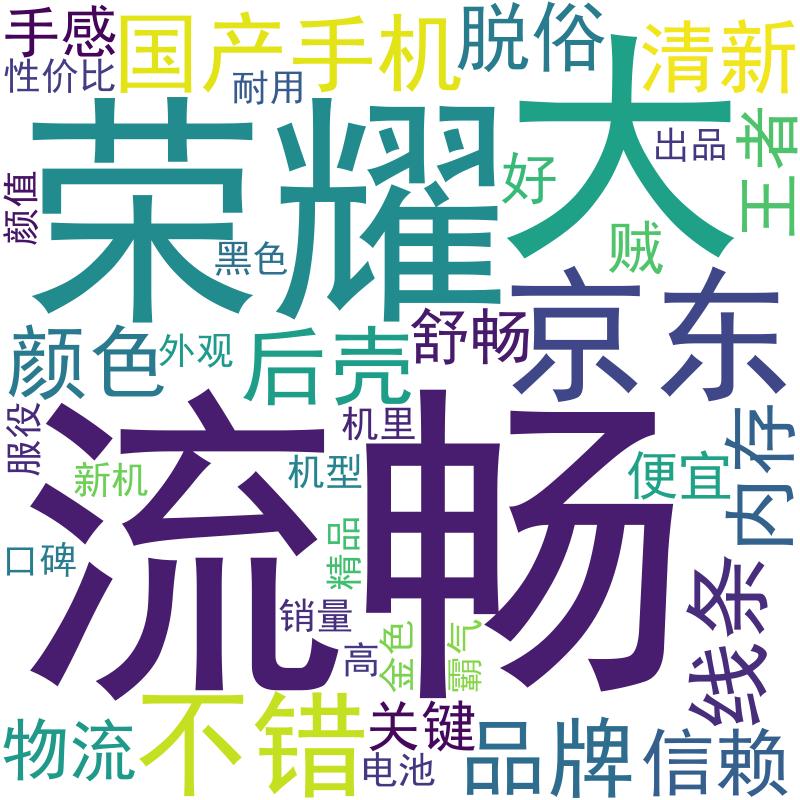 手感
国产手机
脱俗
清新
性价比
耐用
荣耀
大
出品
王者
颜值
好
贼
黑色
京东
颜色
外观
后壳
舒畅
服役
流畅
机里
内存
新机
机型
便宜
口碑
精品
线条
销量
高
金色
霸气
物流
不错
关键
电池
品牌
信赖